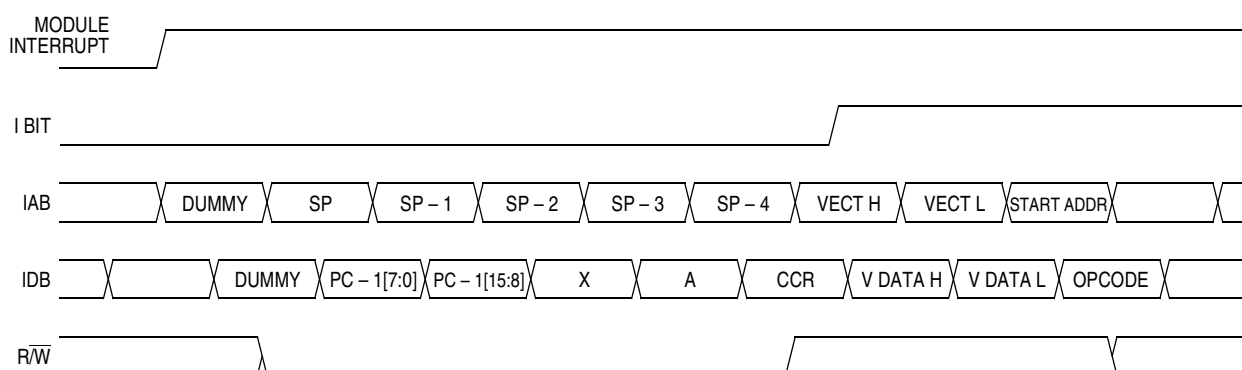 MODULE
INTERRUPT
I BIT
IAB DUMMY SP SP – 1 SP – 2 SP – 3 SP – 4 VECT H VECT L START ADDR
IDB DUMMY PC – 1[7:0] PC – 1[15:8] X A CCR V DATA H V DATA L OPCODE
R/W̅